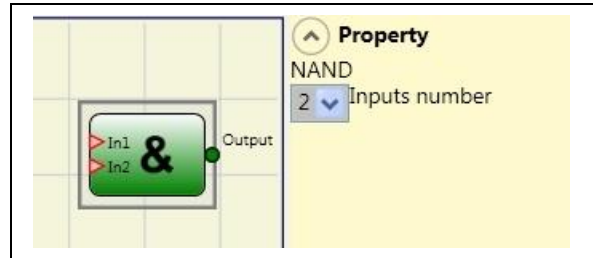 In1
In2
&
Output
Property
NAND
2 Inputs number